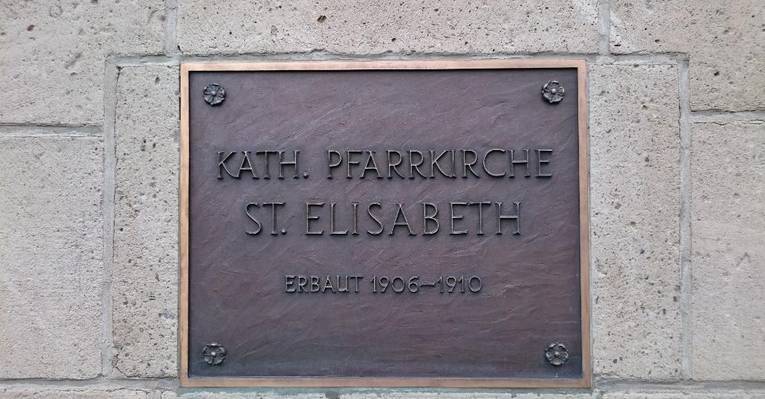 KATH. PFARRKIRCHE
ST. ELISABETH
ERBAUT 1906–1910